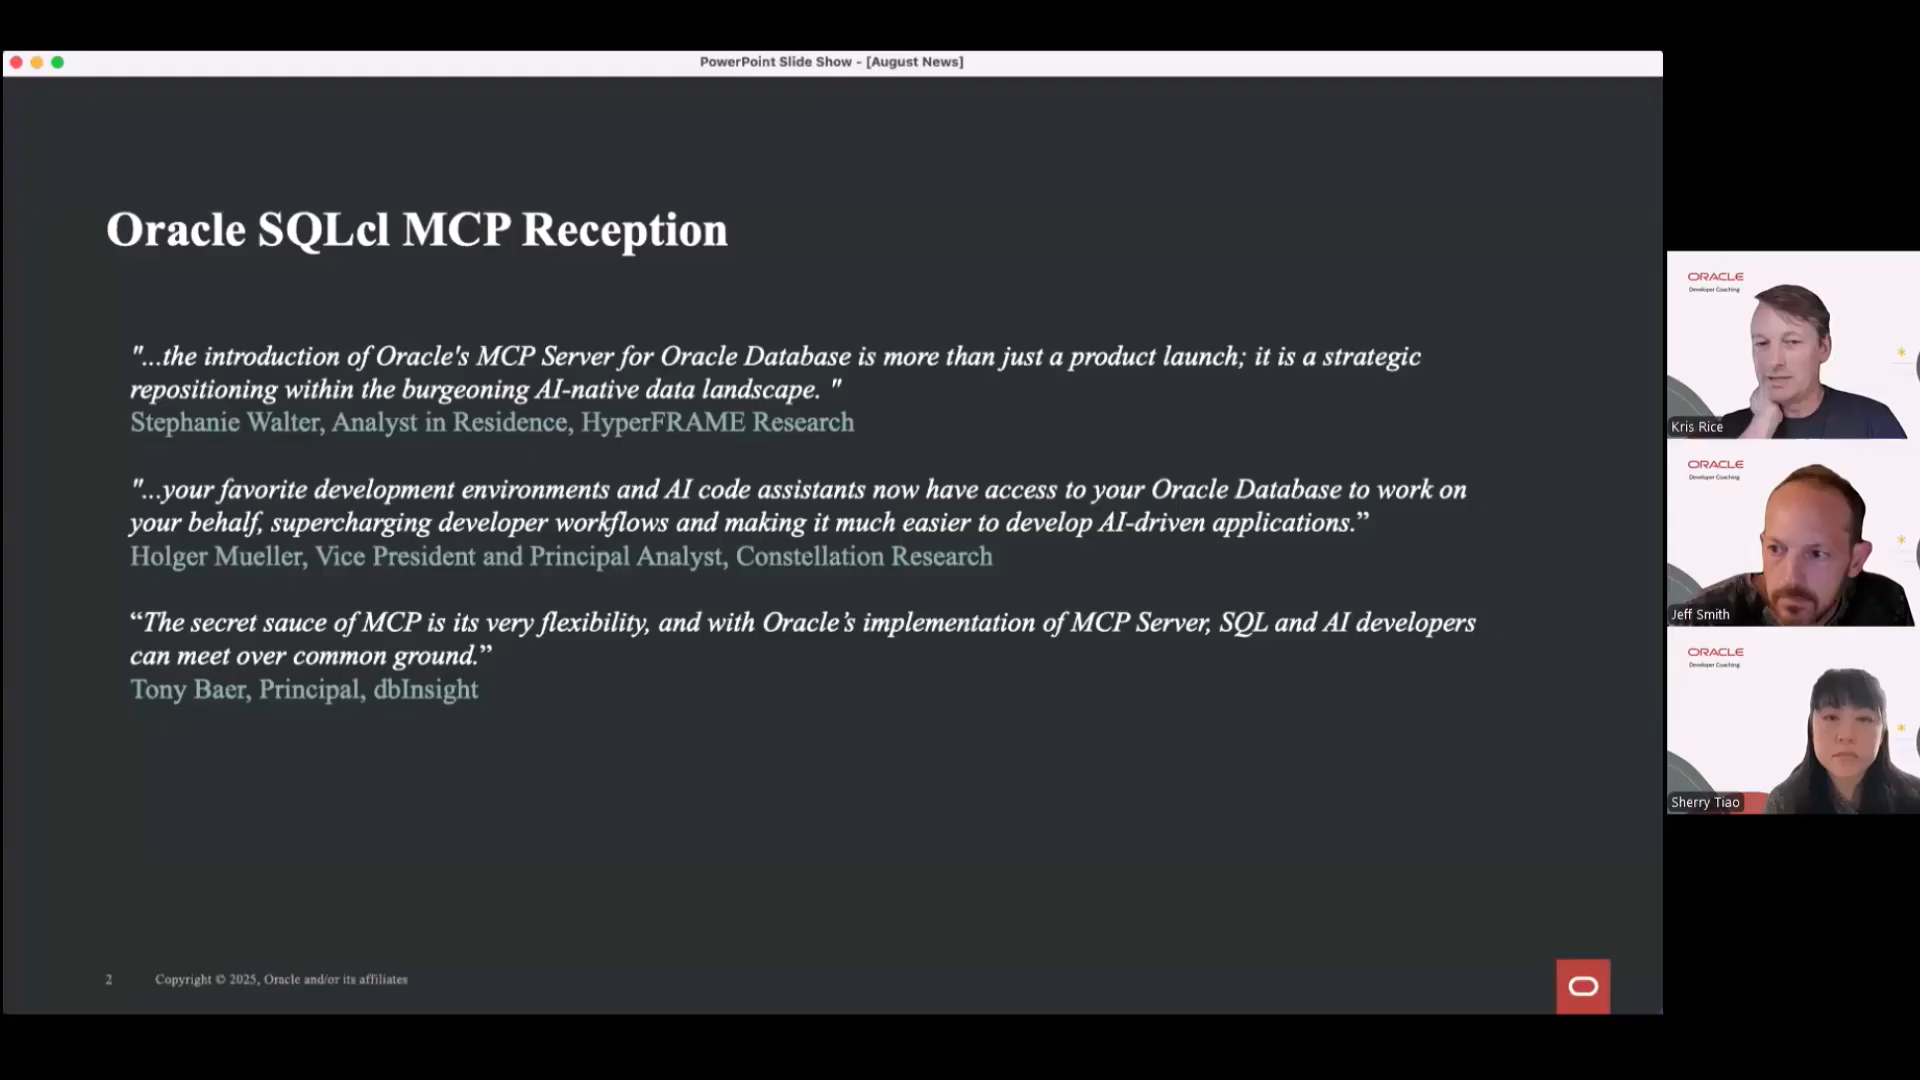 PowerPoint Slide Show - [August News]
Oracle SQLcl MCP Reception
"...the introduction of Oracle's MCP Server for Oracle Database is more than just a product launch; it is a strategic
repositioning within the burgeoning AI-native data landscape. "
Stephanie Walter, Analyst in Residence, HyperFRAME Research
"...your favorite development environments and AI code assistants now have access to your Oracle Database to work on
your behalf, supercharging developer workflows and making it much easier to develop AI-driven applications.”
Holger Mueller, Vice President and Principal Analyst, Constellation Research
“The secret sauce of MCP is its very flexibility, and with Oracle’s implementation of MCP Server, SQL and AI developers
can meet over common ground.”
Tony Baer, Principal, dbInsight
2
Copyright © 2025, Oracle and/or its affiliates
ORACLE
Developer Coaching
Kris Rice
ORACLE
Developer Coaching
Jeff Smith
ORACLE
Developer Coaching
Sherry Tiao